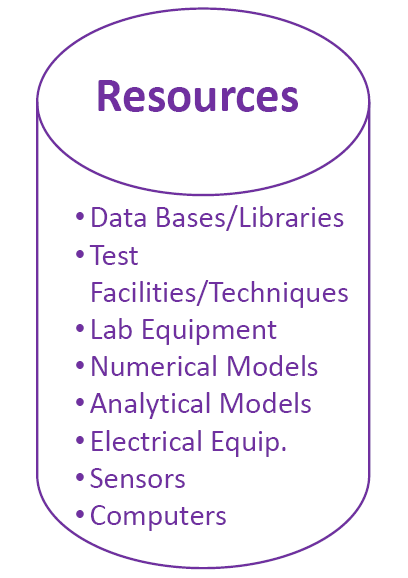 Resources
• Data Bases/Libraries
• Test
Facilities/Techniques
• Lab Equipment
• Numerical Models
• Analytical Models
• Electrical Equip.
• Sensors
• Computers